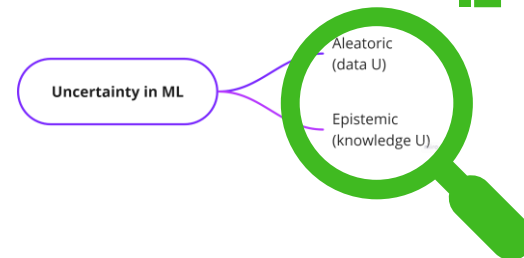 Uncertainty in ML
Aleatoric
(data U)
Epistemic
(knowledge U)